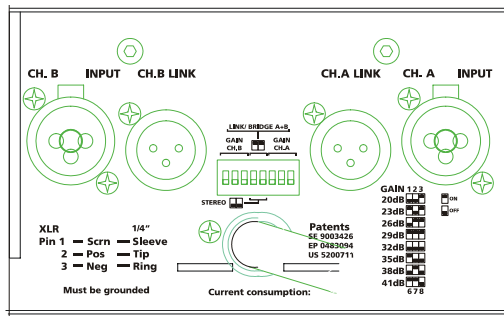 CH. B INPUT CH.B LINK CH.A LINK CH. A INPUT
LINK/ BRIDGE A+B
GAIN GAIN
CH,B CH.A
STEREO
GAIN 1 2 3
20dB ON
23dB OFF
26dB
29dB
32dB
35dB
38dB
41dB
6 7 8
XLR 1/4"
Pin 1 – Scrn – Sleeve
2 – Pos – Tip
3 – Neg – Ring
Must be grounded
Patents
SE 9003426
EP 0483094
US 5200711
Current consumption: